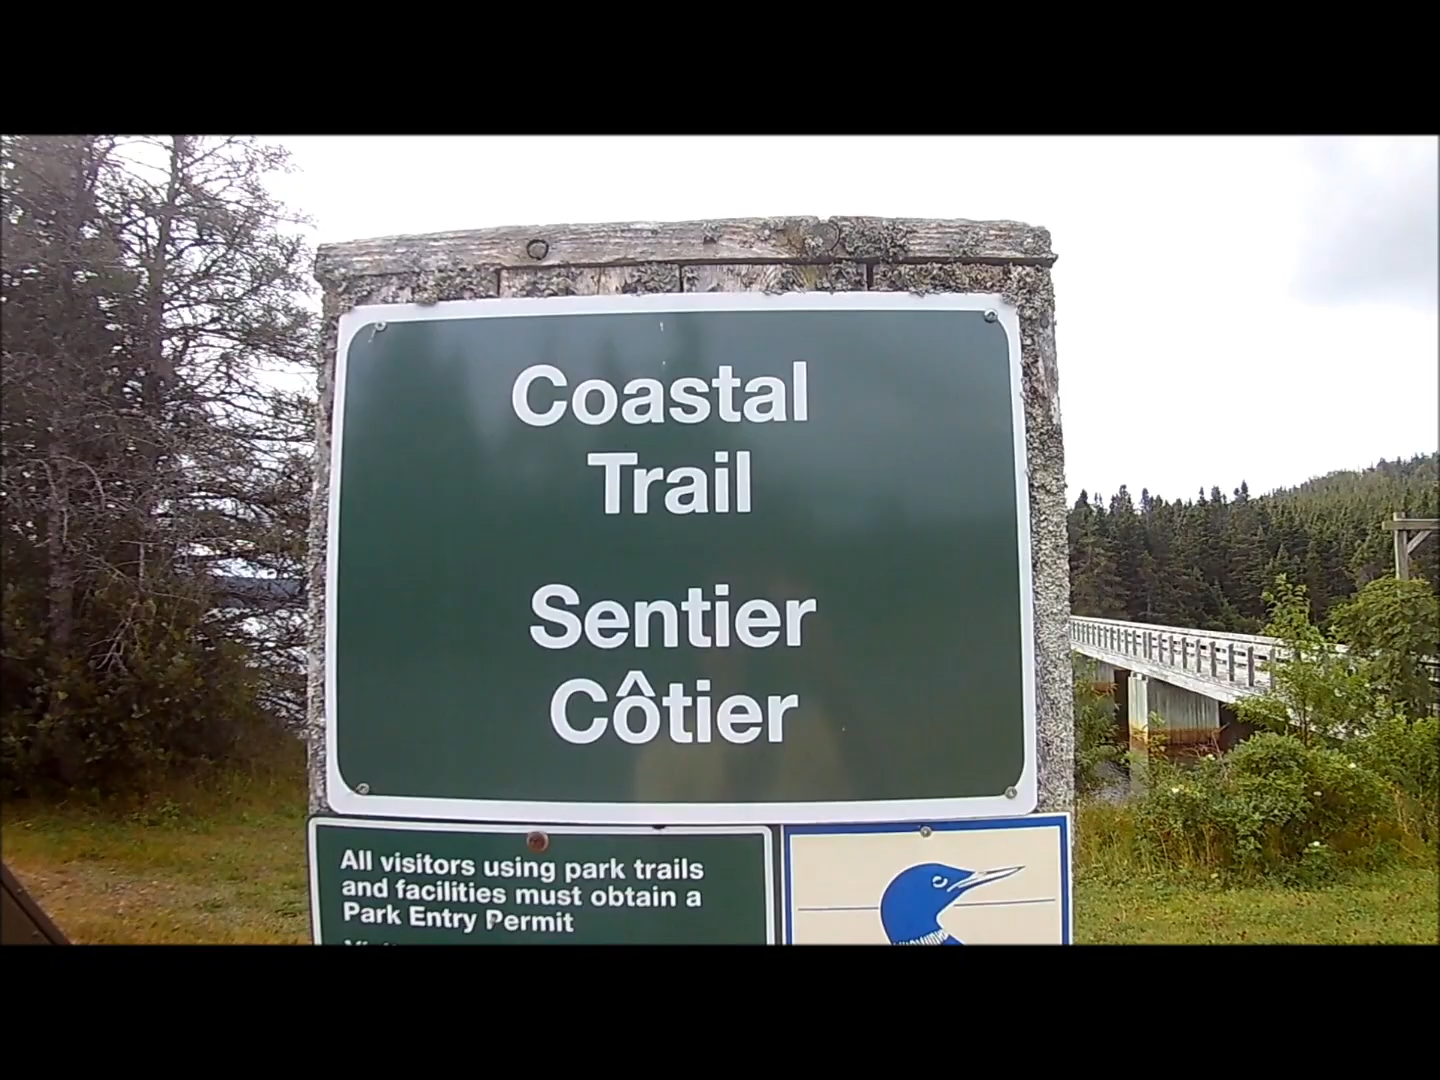 Coastal
Trail
Sentier
Côtier
All visitors using park trails
and facilities must obtain a
Park Entry Permit